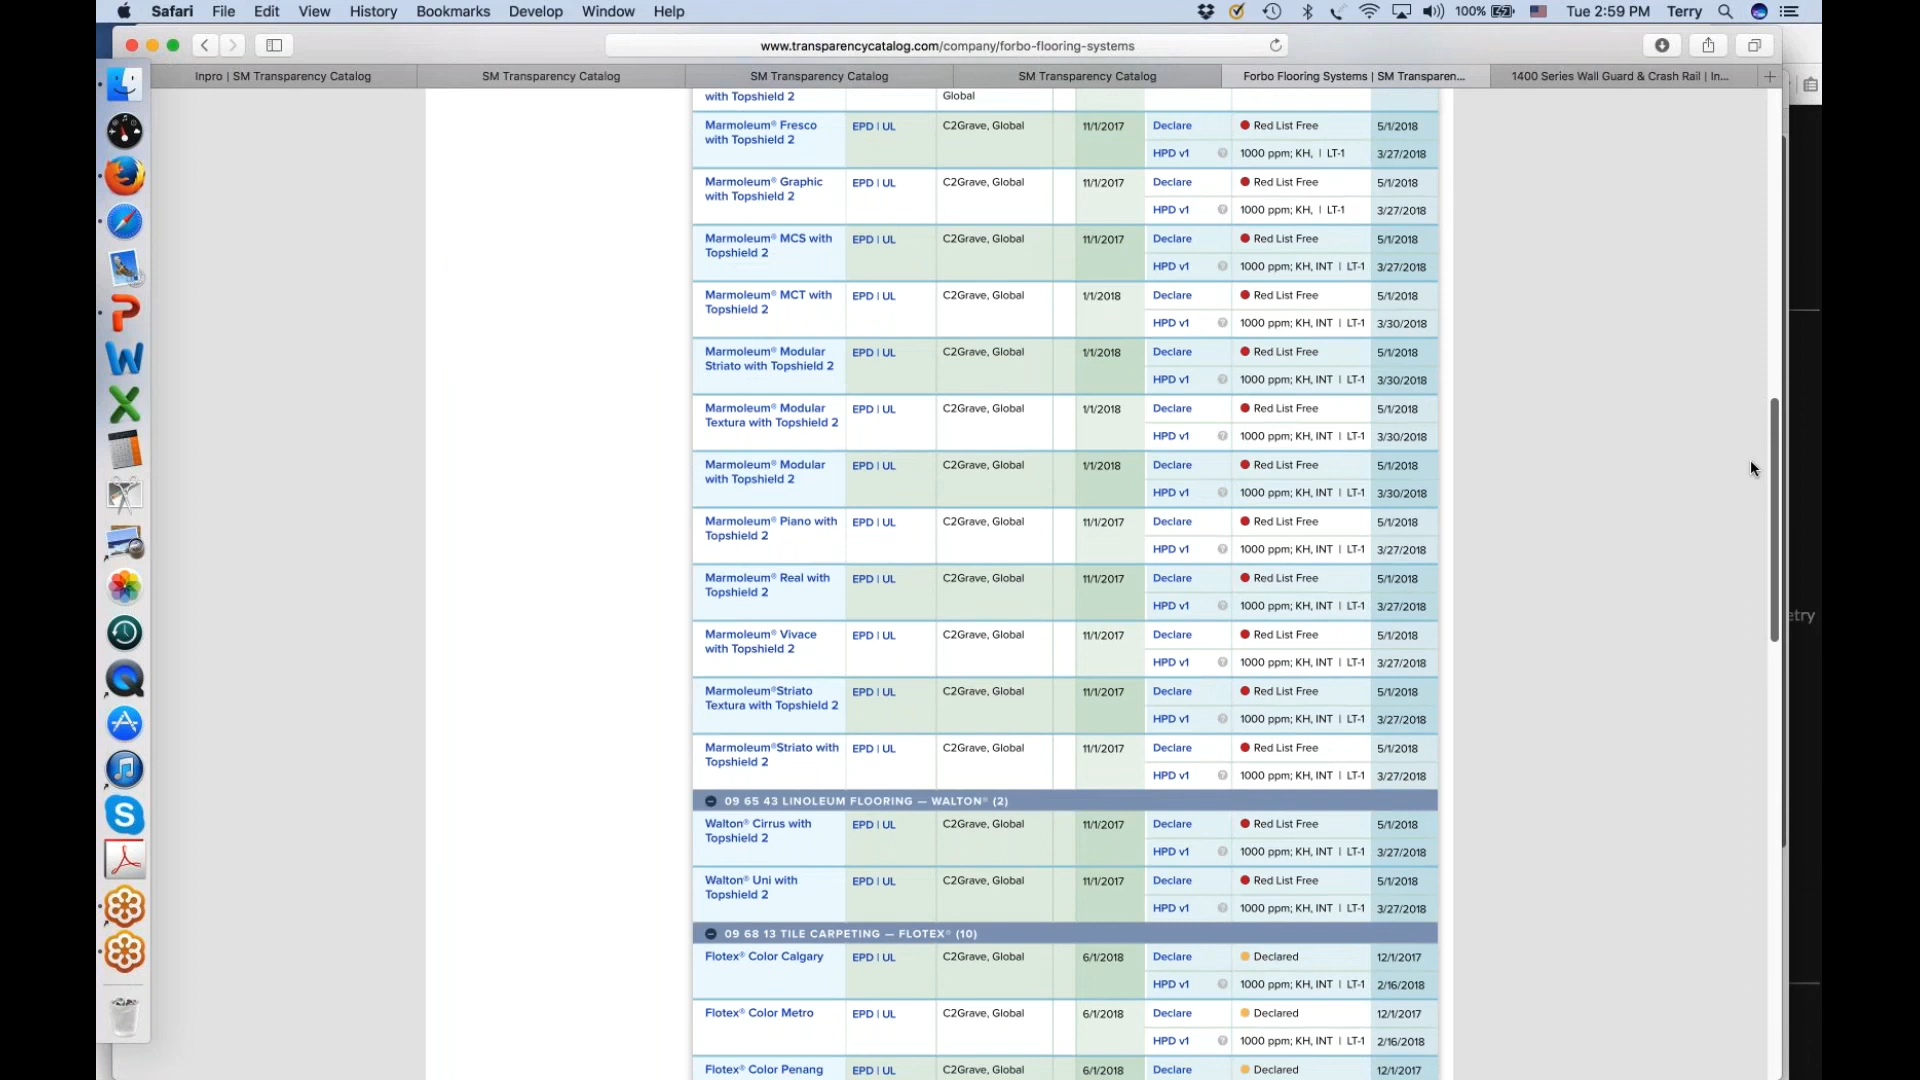 Safari File Edit View History Bookmarks Develop Window Help 100% Tue 2:59 PM Terry
www.transparencycatalog.com/company/forbo-flooring-systems
Inpro | SM Transparency Catalog SM Transparency Catalog SM Transparency Catalog SM Transparency Catalog Forbo Flooring Systems | SM Transparen... 1400 Series Wall Guard & Crash Rail | In...
with Topshield 2 Global
Marmoleum® Fresco EPD | UL C2Grave, Global 11/1/2017 Declare Red List Free 5/1/2018
with Topshield 2
HPD v1 ? 1000 ppm; KH, | LT-1 3/27/2018
Marmoleum® Graphic EPD | UL C2Grave, Global 11/1/2017 Declare Red List Free 5/1/2018
with Topshield 2
HPD v1 ? 1000 ppm; KH, | LT-1 3/27/2018
Marmoleum® MCS with EPD | UL C2Grave, Global 11/1/2017 Declare Red List Free 5/1/2018
Topshield 2
HPD v1 ? 1000 ppm; KH, INT | LT-1 3/27/2018
Marmoleum® MCT with EPD | UL C2Grave, Global 1/1/2018 Declare Red List Free 5/1/2018
Topshield 2
HPD v1 ? 1000 ppm; KH, INT | LT-1 3/30/2018
Marmoleum® Modular EPD | UL C2Grave, Global 1/1/2018 Declare Red List Free 5/1/2018
Striato with Topshield 2
HPD v1 ? 1000 ppm; KH, INT | LT-1 3/30/2018
Marmoleum® Modular EPD | UL C2Grave, Global 1/1/2018 Declare Red List Free 5/1/2018
Textura with Topshield 2
HPD v1 ? 1000 ppm; KH, INT | LT-1 3/30/2018
Marmoleum® Modular EPD | UL C2Grave, Global 1/1/2018 Declare Red List Free 5/1/2018
with Topshield 2
HPD v1 ? 1000 ppm; KH, INT | LT-1 3/30/2018
Marmoleum® Piano with EPD | UL C2Grave, Global 11/1/2017 Declare Red List Free 5/1/2018
Topshield 2
HPD v1 ? 1000 ppm; KH, INT | LT-1 3/27/2018
Marmoleum® Real with EPD | UL C2Grave, Global 11/1/2017 Declare Red List Free 5/1/2018
Topshield 2
HPD v1 ? 1000 ppm; KH, INT | LT-1 3/27/2018
etry
Marmoleum® Vivace EPD | UL C2Grave, Global 11/1/2017 Declare Red List Free 5/1/2018
with Topshield 2
HPD v1 ? 1000 ppm; KH, INT | LT-1 3/27/2018
Marmoleum®Striato EPD | UL C2Grave, Global 11/1/2017 Declare Red List Free 5/1/2018
Textura with Topshield 2
HPD v1 ? 1000 ppm; KH, INT | LT-1 3/27/2018
Marmoleum®Striato with EPD | UL C2Grave, Global 11/1/2017 Declare Red List Free 5/1/2018
Topshield 2
HPD v1 ? 1000 ppm; KH, INT | LT-1 3/27/2018
09 65 43 LINOLEUM FLOORING — WALTON® (2)
Walton® Cirrus with EPD | UL C2Grave, Global 11/1/2017 Declare Red List Free 5/1/2018
Topshield 2
HPD v1 ? 1000 ppm; KH, INT | LT-1 3/27/2018
Walton® Uni with EPD | UL C2Grave, Global 11/1/2017 Declare Red List Free 5/1/2018
Topshield 2
HPD v1 ? 1000 ppm; KH, INT | LT-1 3/27/2018
09 68 13 TILE CARPETING — FLOTEX® (10)
Flotex® Color Calgary EPD | UL C2Grave, Global 6/1/2018 Declare Declared 12/1/2017
HPD v1 ? 1000 ppm; KH, INT | LT-1 2/16/2018
Flotex® Color Metro EPD | UL C2Grave, Global 6/1/2018 Declare Declared 12/1/2017
HPD v1 ? 1000 ppm; KH, INT | LT-1 2/16/2018
Flotex® Color Penang EPD | UL C2Grave, Global 6/1/2018 Declare Declared 12/1/2017